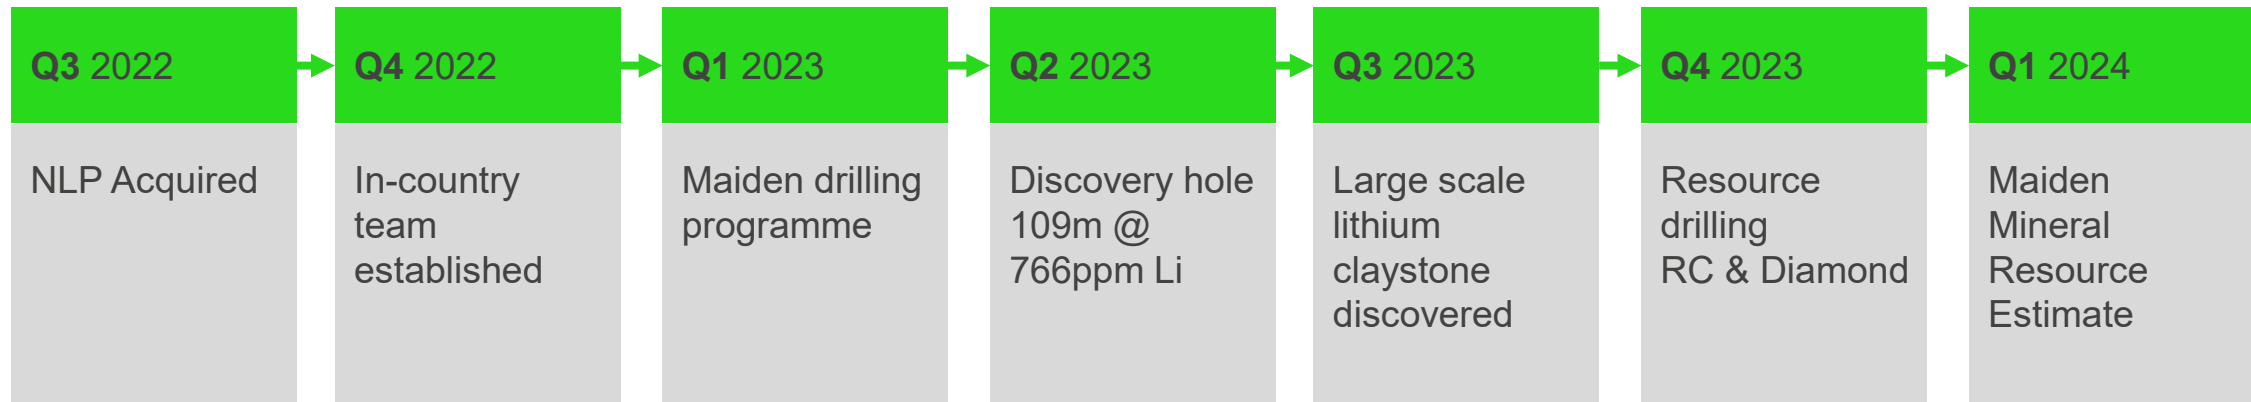 Q3 2022
NLP Acquired
Q4 2022
In-country
team
established
Q1 2023
Maiden drilling
programme
Q2 2023
Discovery hole
109m @
766ppm Li
Q3 2023
Large scale
lithium
claystone
discovered
Q4 2023
Resource
drilling
RC & Diamond
Q1 2024
Maiden
Mineral
Resource
Estimate